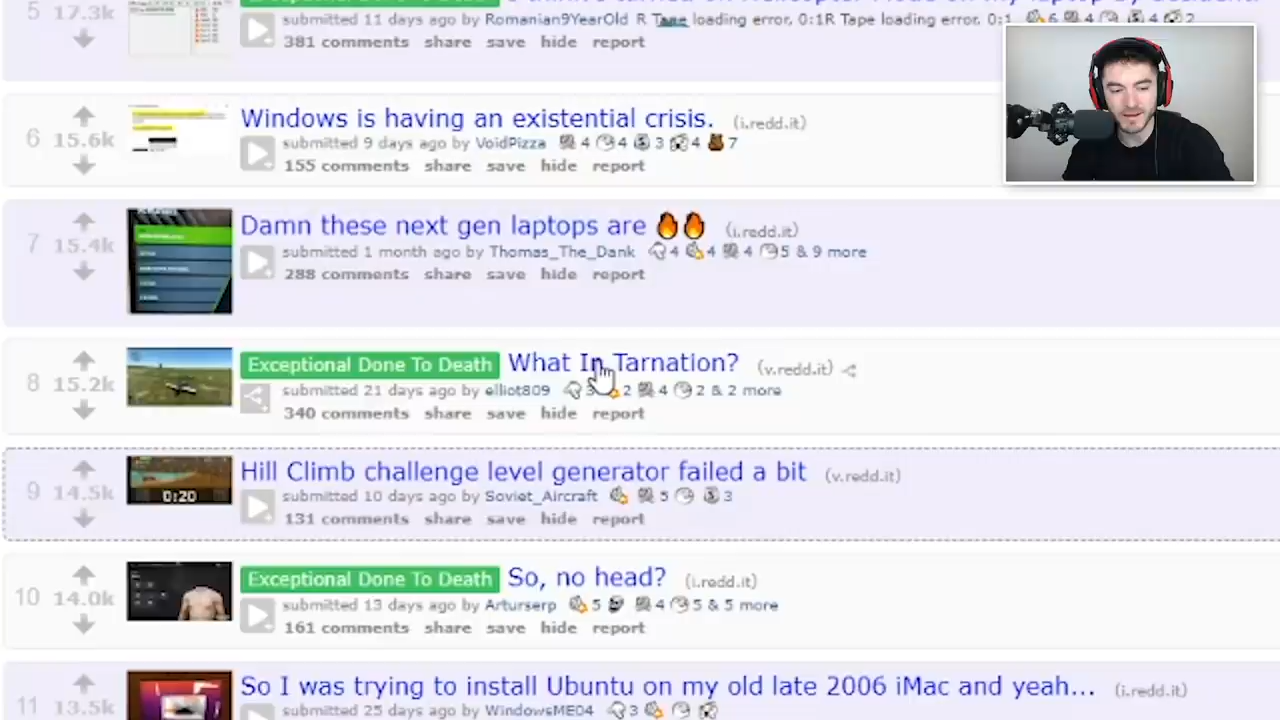 5 17.3k
submitted 11 days ago by Romanian9YearOld R Tape loading error, 0:1R Tape loading error, 0:1 6 4 4 2
381 comments share save hide report
6 15.6k
Windows is having an existential crisis. (i.redd.it)
submitted 9 days ago by VoidPizza 4 4 3 4 7
155 comments share save hide report
7 15.4k
Damn these next gen laptops are 🔥🔥 (i.redd.it)
submitted 1 month ago by Thomas_The_Dank 4 4 4 5 & 9 more
288 comments share save hide report
8 15.2k
Exceptional Done To Death What In Tarnation? (v.redd.it)
submitted 21 days ago by elliot809 3 2 4 2 & 2 more
340 comments share save hide report
9 14.5k
0:20
Hill Climb challenge level generator failed a bit (v.redd.it)
submitted 10 days ago by Soviet_Aircraft 5 3
131 comments share save hide report
10 14.0k
Exceptional Done To Death So, no head? (i.redd.it)
submitted 13 days ago by Arturserp 5 4 5 & 5 more
161 comments share save hide report
11 13.5k
So I was trying to install Ubuntu on my old late 2006 iMac and yeah... (i.redd.it)
submitted 25 days ago by WindowsME04 3